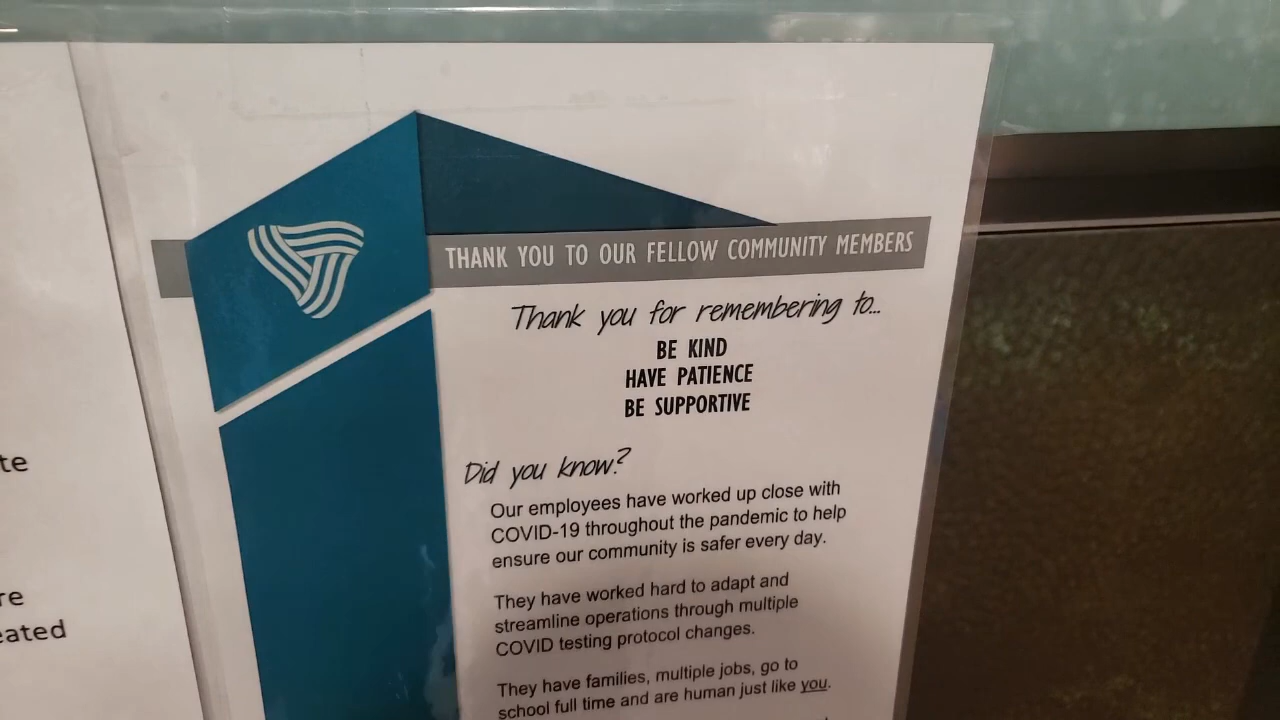 THANK YOU TO OUR FELLOW COMMUNITY MEMBERS
Thank you for remembering to...
BE KIND
HAVE PATIENCE
BE SUPPORTIVE
Did you know?
Our employees have worked up close with
COVID-19 throughout the pandemic to help
ensure our community is safer every day.
They have worked hard to adapt and
streamline operations through multiple
COVID testing protocol changes.
They have families, multiple jobs, go to
school full time and are human just like you.